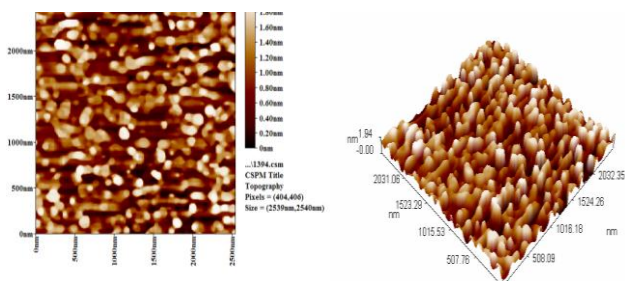 2000nm
1500nm
1000nm
500nm
0nm
0nm
500nm
1000nm
1500nm
2000nm
2500nm
1.60nm
1.40nm
1.20nm
1.00nm
0.80nm
0.60nm
0.40nm
0.20nm
0nm
...\1394.csm
CSPM Title
Topography
Pixels = (404,406)
Size = (2539nm,2540nm)
nm 1.94
-0.00
2031.06
1523.29
nm
1015.53
507.76
2032.35
1524.26
nm
1016.18
508.09